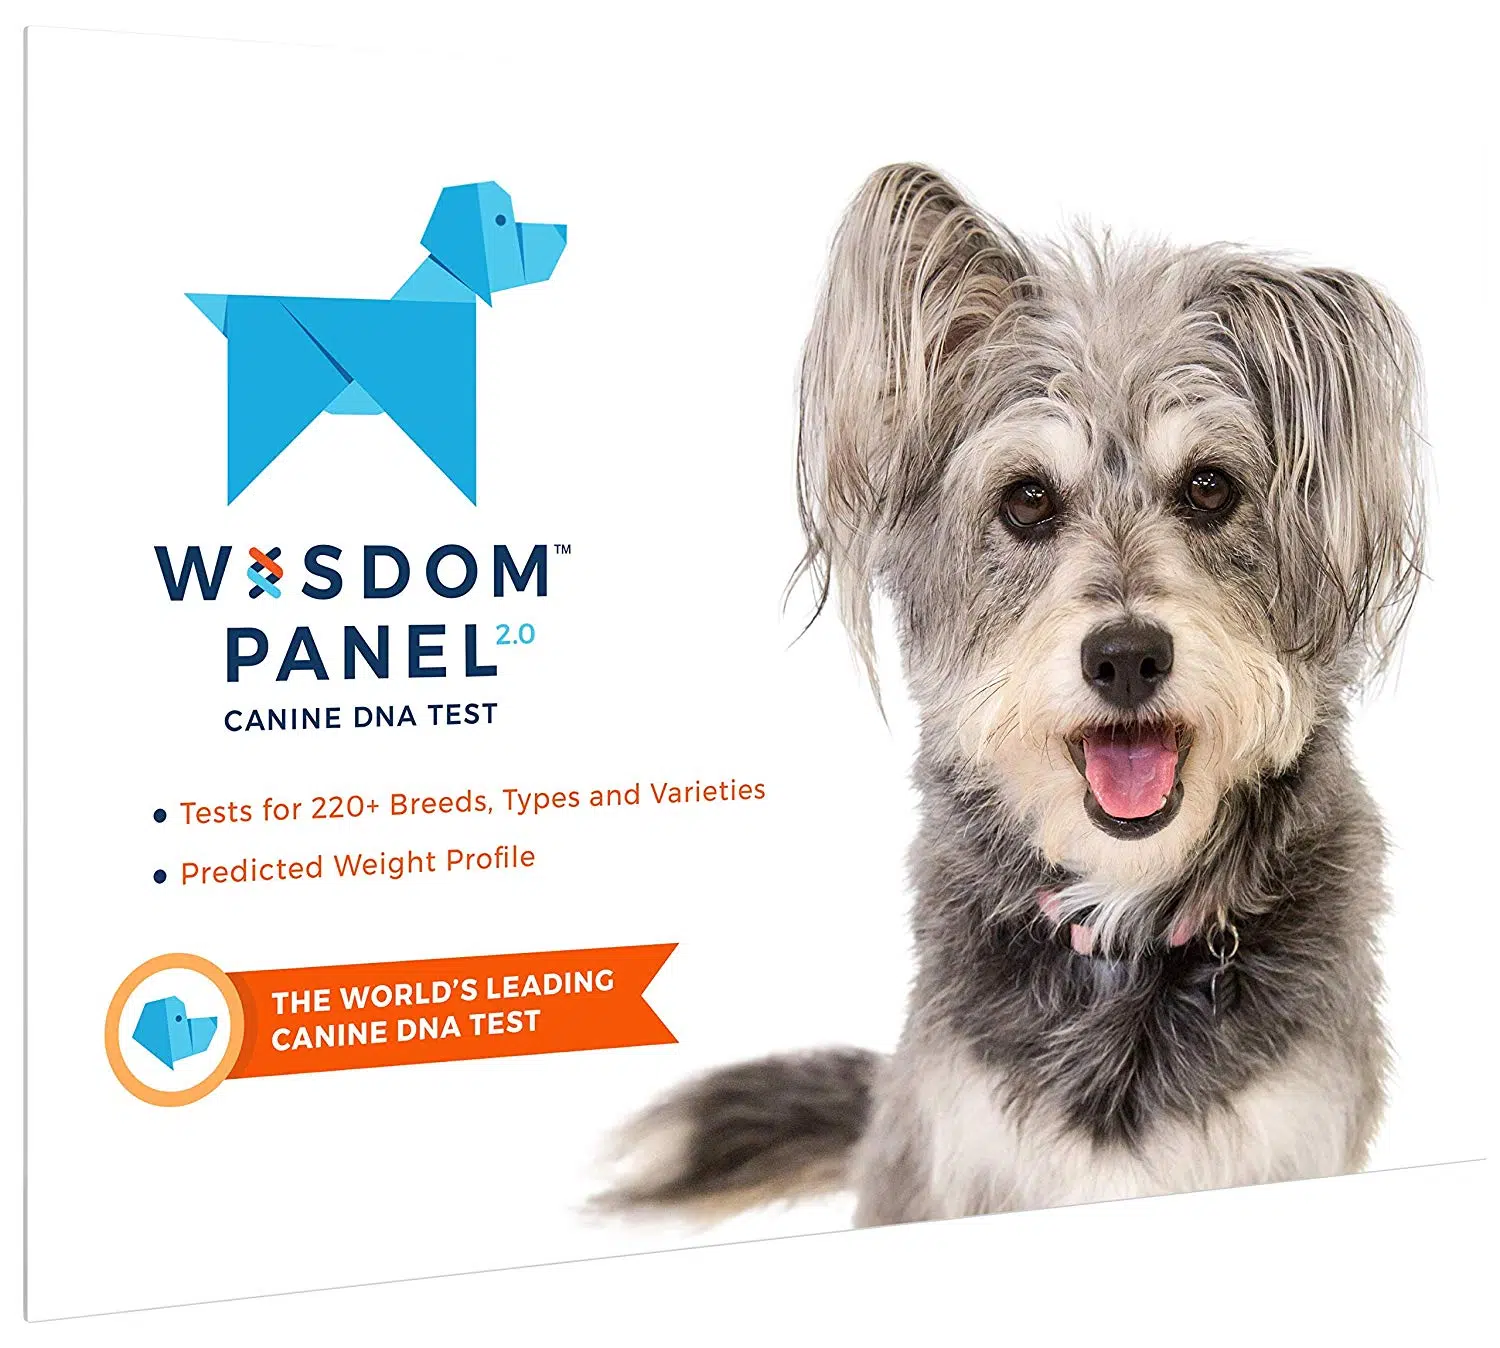 WISDOM™
PANEL 2.0
CANINE DNA TEST
• Tests for 220+ Breeds, Types and Varieties
• Predicted Weight Profile
THE WORLD'S LEADING
CANINE DNA TEST